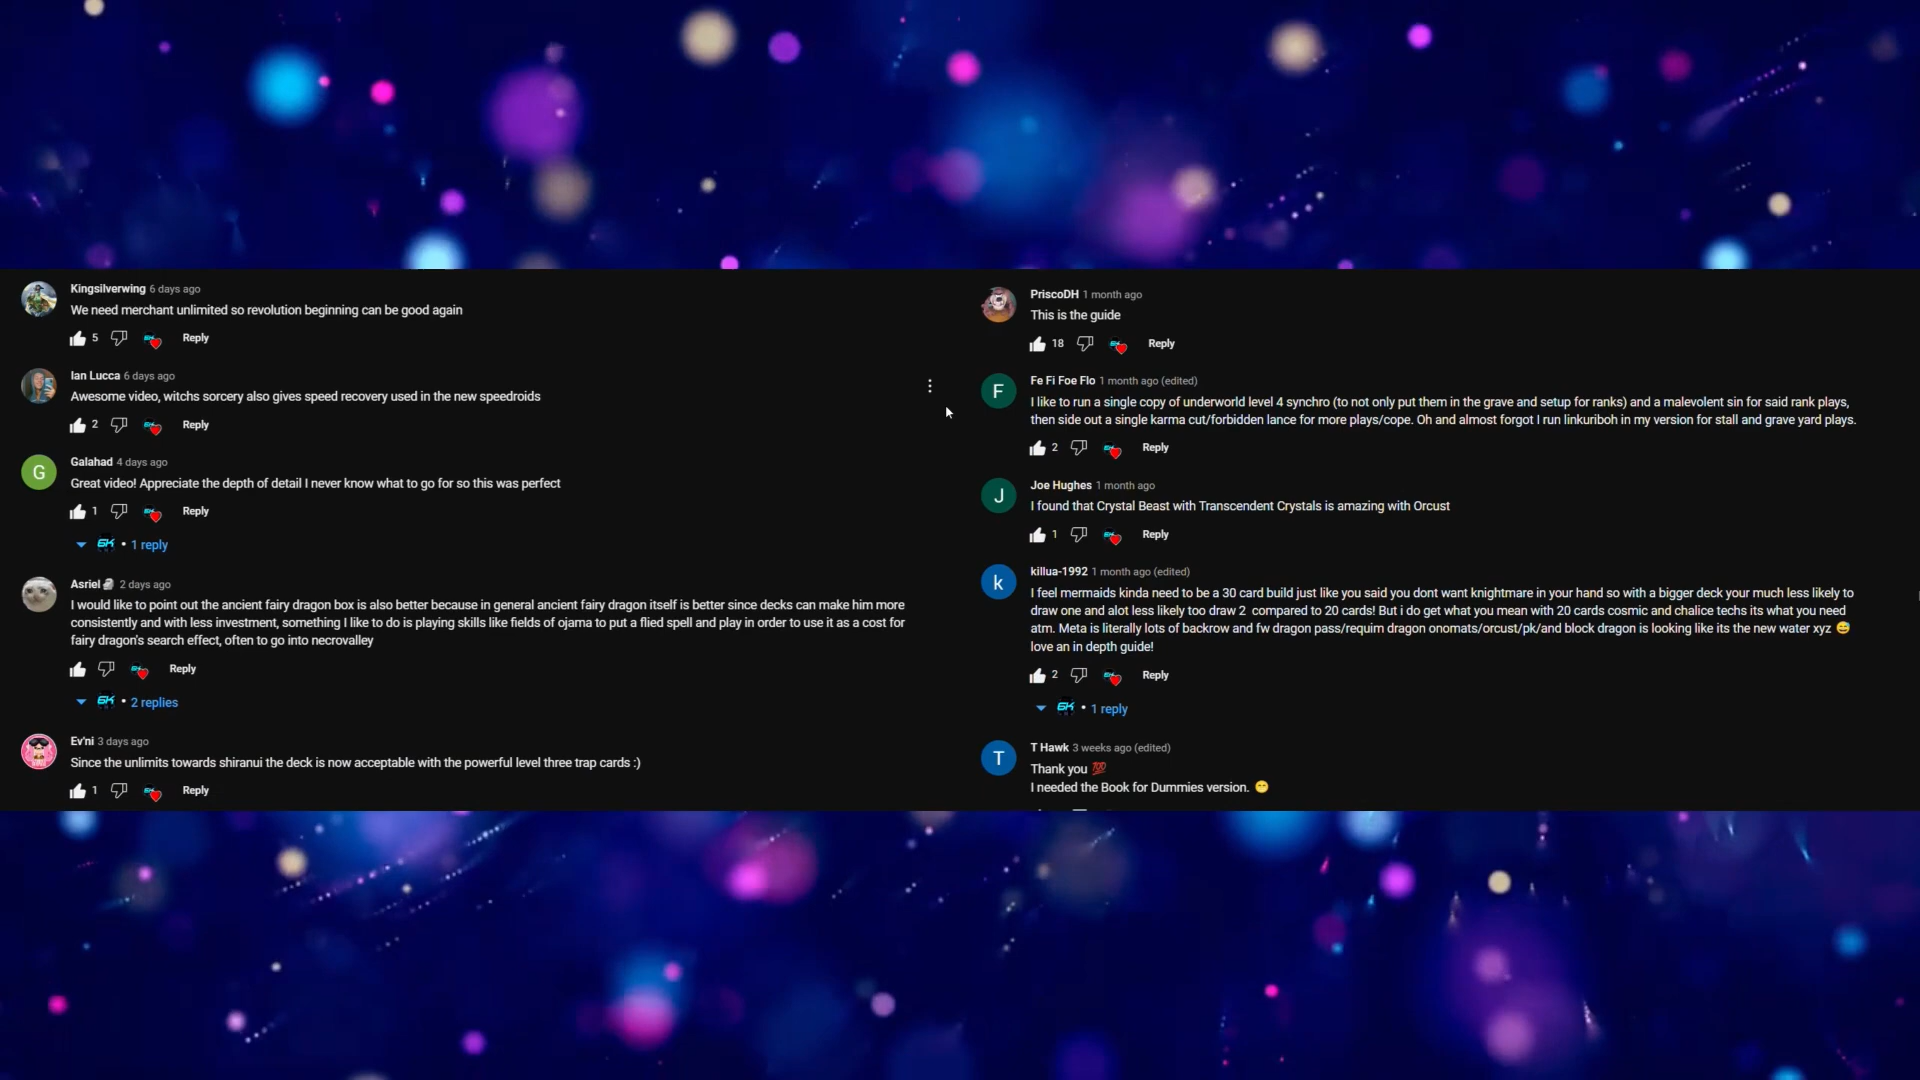 Kingsilverwing 6 days ago
We need merchant unlimited so revolution beginning can be good again
5 Reply
Ian Lucca 6 days ago
Awesome video, witchs sorcery also gives speed recovery used in the new speedroids
2 Reply
G
Galahad 4 days ago
Great video! Appreciate the depth of detail I never know what to go for so this was perfect
1 Reply
GK • 1 reply
Asriel🗿 2 days ago
I would like to point out the ancient fairy dragon box is also better because in general ancient fairy dragon itself is better since decks can make him more
consistently and with less investment, something I like to do is playing skills like fields of ojama to put a flied spell and play in order to use it as a cost for
fairy dragon's search effect, often to go into necrovalley
Reply
GK • 2 replies
Ev'ni 3 days ago
Since the unlimits towards shiranui the deck is now acceptable with the powerful level three trap cards :)
1 Reply
PriscoDH 1 month ago
This is the guide
18 Reply
F
Fe Fi Foe Flo 1 month ago (edited)
I like to run a single copy of underworld level 4 synchro (to not only put them in the grave and setup for ranks) and a malevolent sin for said rank plays,
then side out a single karma cut/forbidden lance for more plays/cope. Oh and almost forgot I run linkuriboh in my version for stall and grave yard plays.
2 Reply
J
Joe Hughes 1 month ago
I found that Crystal Beast with Transcendent Crystals is amazing with Orcust
1 Reply
k
killua-1992 1 month ago (edited)
I feel mermaids kinda need to be a 30 card build just like you said you dont want knightmare in your hand so with a bigger deck your much less likely to
draw one and alot less likely too draw 2 compared to 20 cards! But i do get what you mean with 20 cards cosmic and chalice techs its what you need
atm. Meta is literally lots of backrow and fw dragon pass/requim dragon onomats/orcust/pk/and block dragon is looking like its the new water xyz 😅
love an in depth guide!
2 Reply
GK • 1 reply
T
T Hawk 3 weeks ago (edited)
Thank you 💯
I needed the Book for Dummies version. 😁